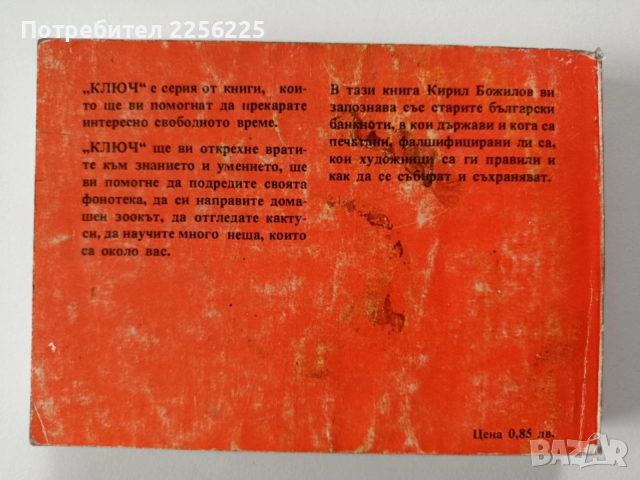 Потребител 2256225
„КЛЮЧ“ е серия от книги, кои-
то ще ви помогнат да прекарате
интересно свободното време.
„КЛЮЧ“ ще ви открехне врати-
те към знанието и умението, ще
ви помогне да подредите своята
фонотека, да си направите дома-
шен зоокът, да отгледате какту-
си, да научите много неща, които
са около вас.
В тази книга Кирил Божилов ви
запознава със старите български
банкноти, в кои държави и кога са
печатани, фалшифицирани ли са,
кои художници са ги правили и
как да се събират и съхраняват.
Цена 0,85 лв.
BAZAR